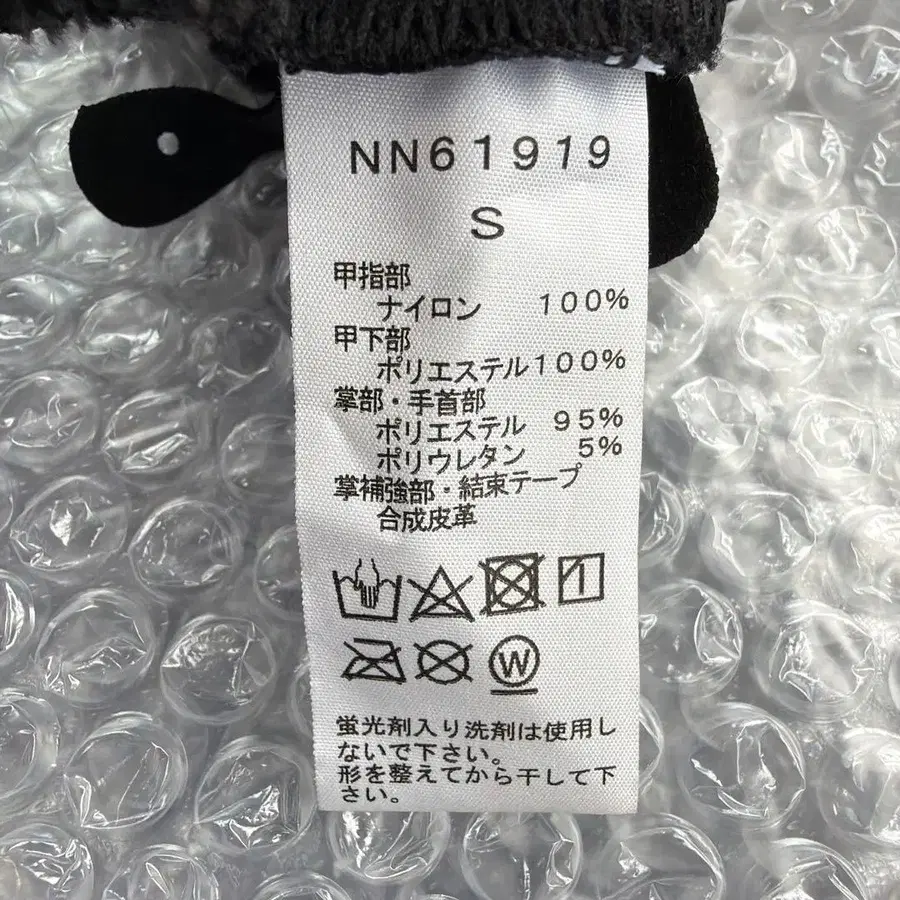 NN61919
S
甲指部
ナイロン 100%
甲下部
ポリエステル100%
掌部・手首部
ポリエステル 95%
ポリウレタン 5%
掌補強部・結束テープ
合成皮革
W
蛍光剤入り洗剤は使用し
ないで下さい。
形を整えてから干して下
さい。